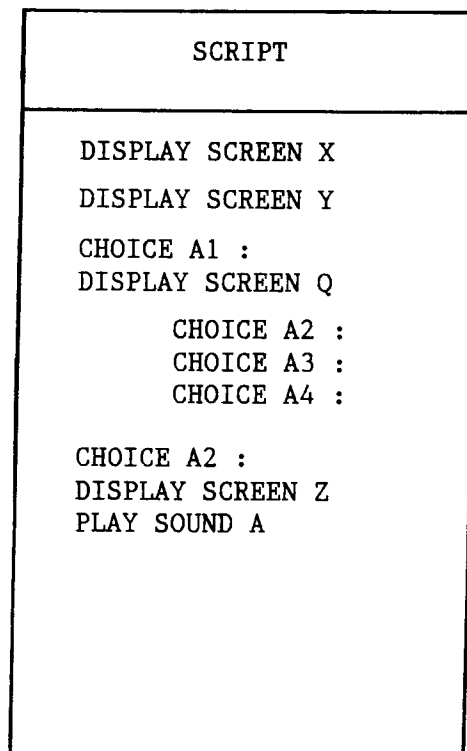 SCRIPT
DISPLAY SCREEN X
DISPLAY SCREEN Y
CHOICE A1 :
DISPLAY SCREEN Q
CHOICE A2 :
CHOICE A3 :
CHOICE A4 :
CHOICE A2 :
DISPLAY SCREEN Z
PLAY SOUND A